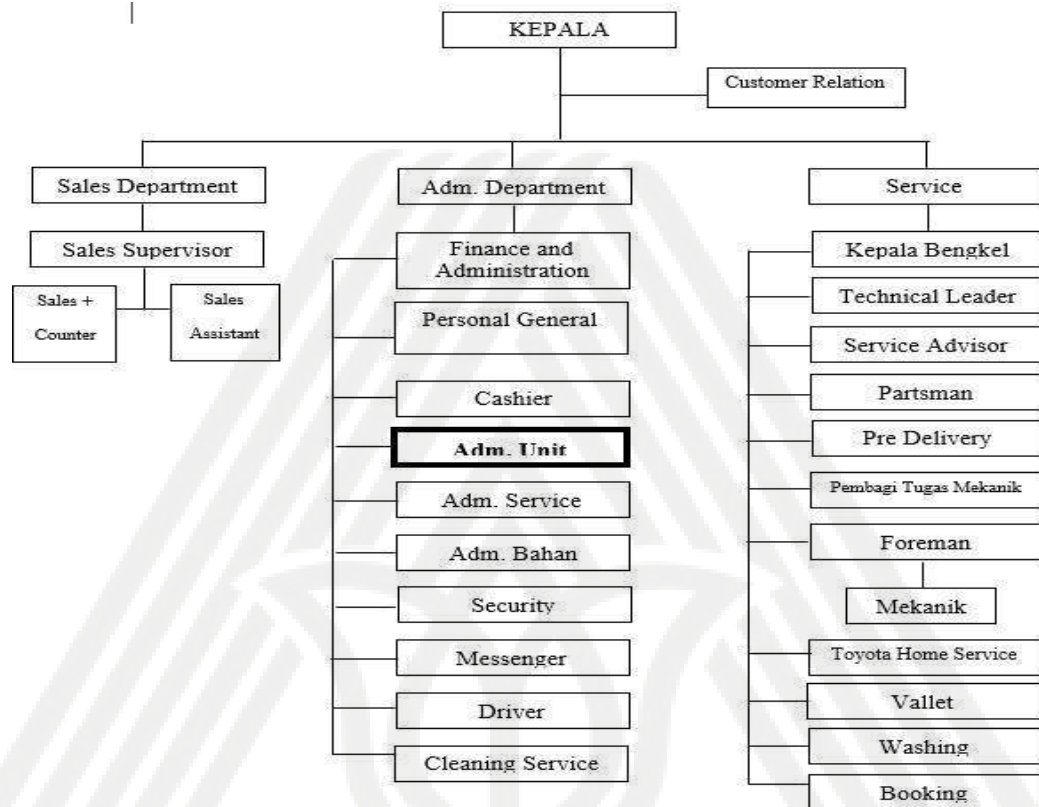 KEPALA
Customer Relation
Sales Department
Sales Supervisor
Sales +
Counter
Sales
Assistant
Adm. Department
Finance and
Administration
Personal General
Cashier
Adm. Unit
Adm. Service
Adm. Bahan
Security
Messenger
Driver
Cleaning Service
Service
Kepala Bengkel
Technical Leader
Service Advisor
Partsman
Pre Delivery
Pembagi Tugas Mekanik
Foreman
Mekanik
Toyota Home Service
Vallet
Washing
Booking